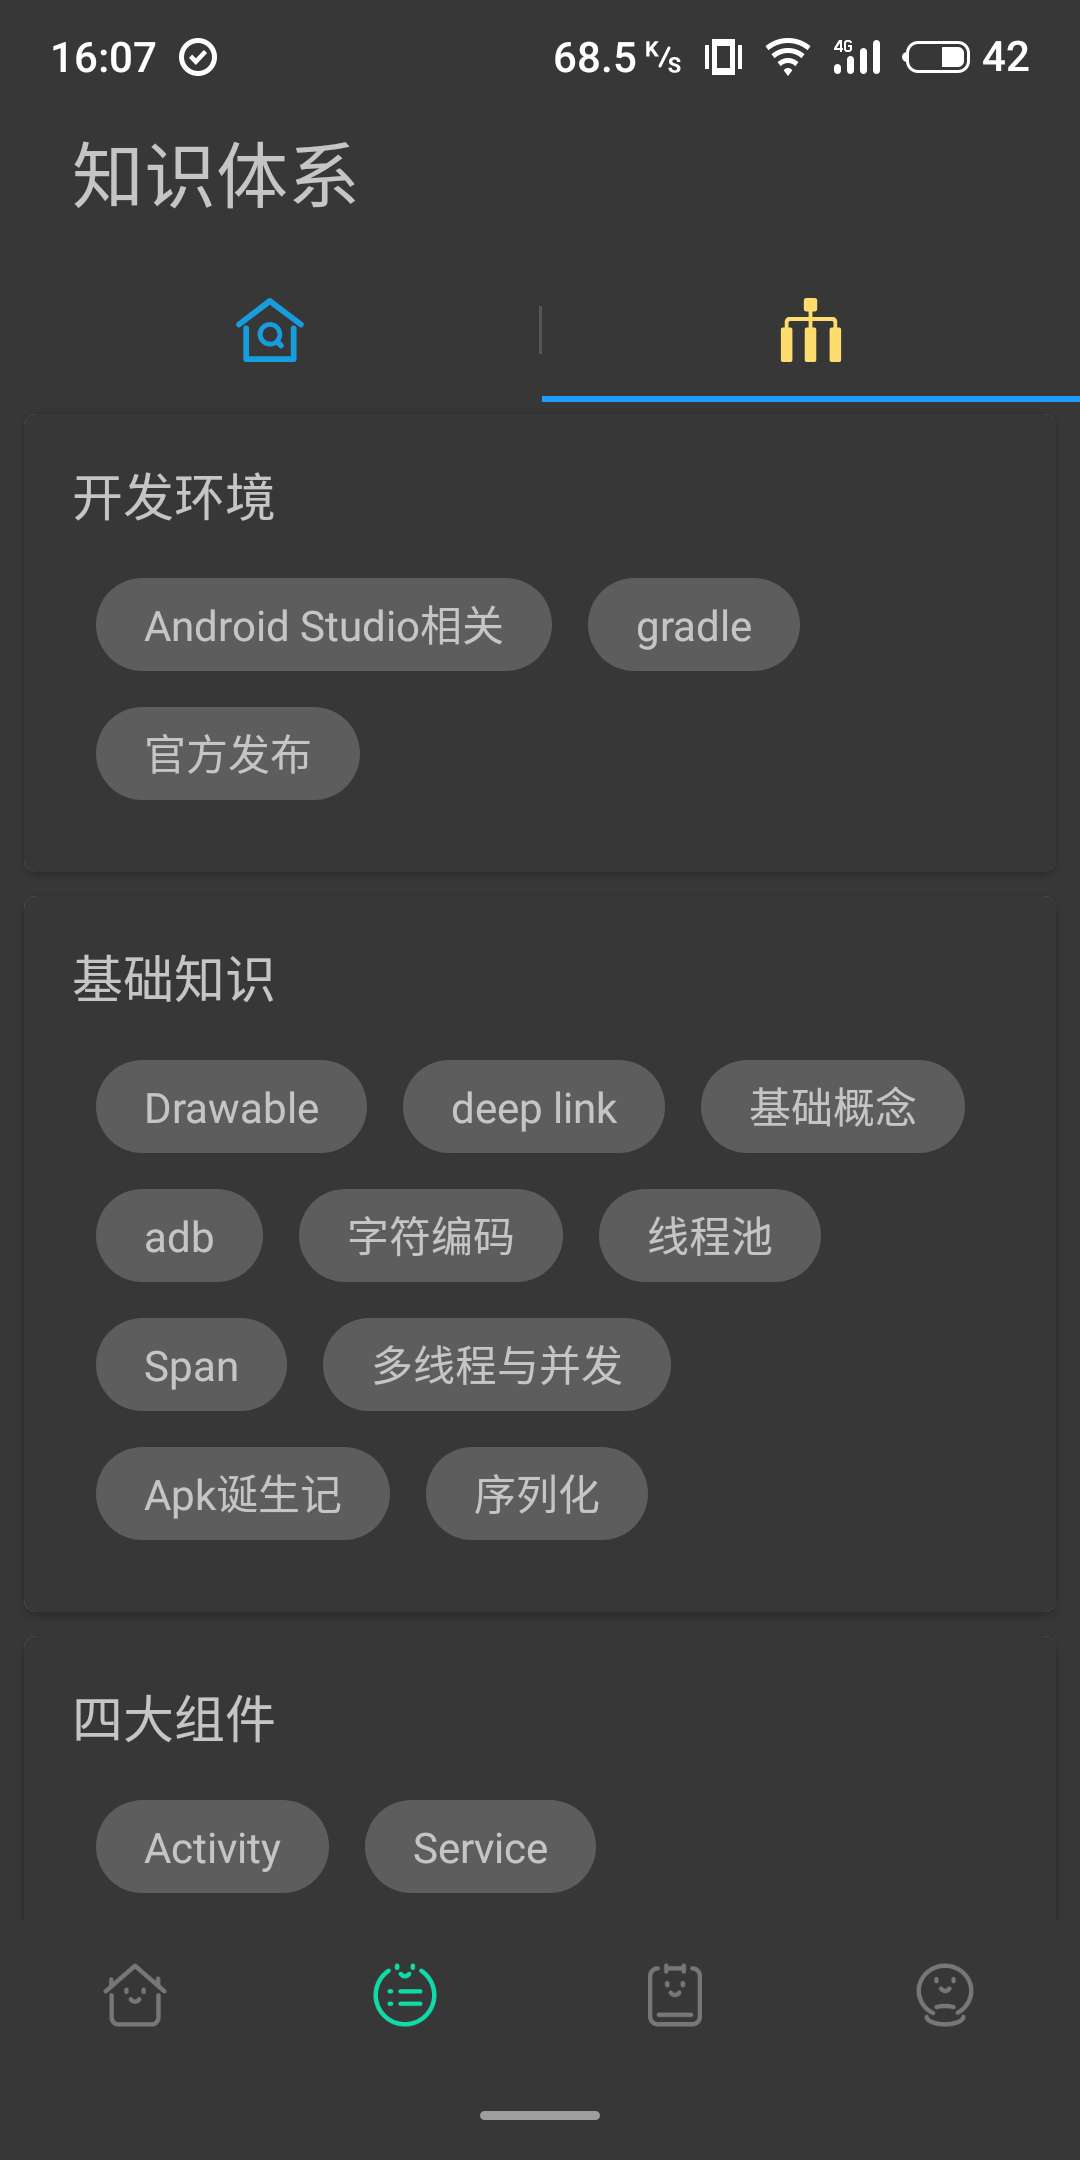 16:07 68.5 K/S 4G 42
知识体系
开发环境
Android Studio相关 gradle
官方发布
基础知识
Drawable deep link 基础概念
adb 字符编码 线程池
Span 多线程与并发
Apk诞生记 序列化
四大组件
Activity Service